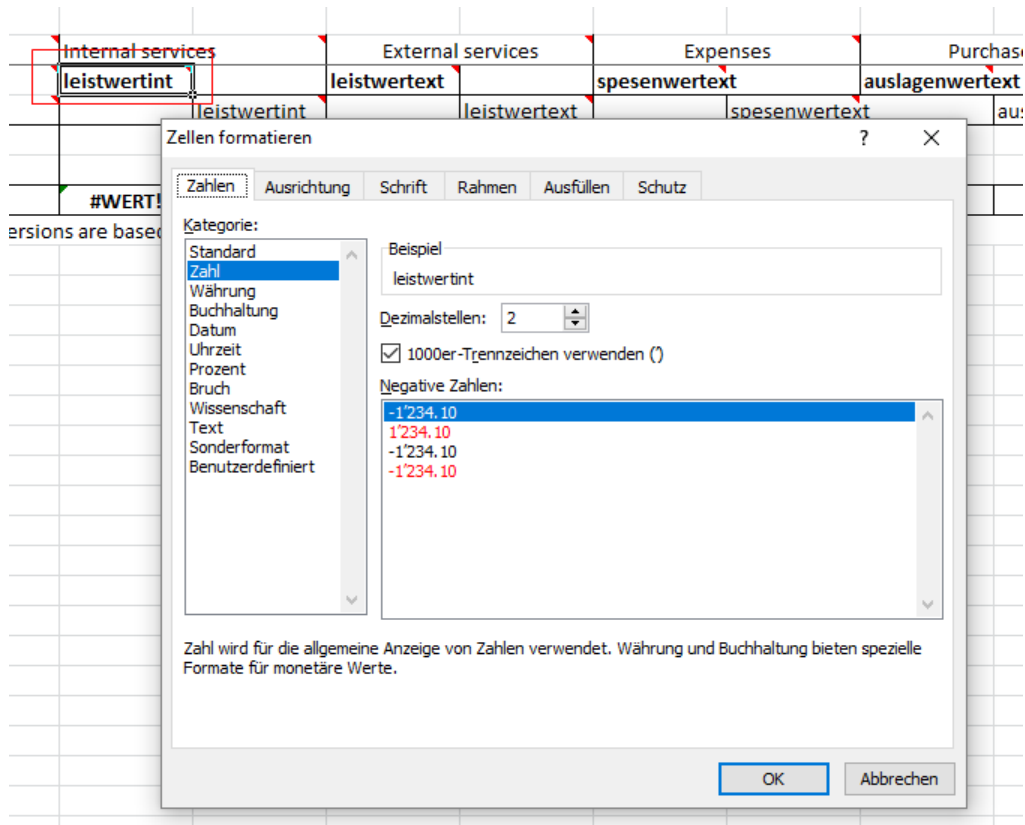 Internal services External services Expenses Purchase
leistwertint leistwertext spesenwertext auslagenwertext
leistwertint leistwertext spesenwertext aus
Zellen formatieren ? ×
#WERT!
ersions are based
Zahlen Ausrichtung Schrift Rahmen Ausfüllen Schutz
Kategorie:
Standard
Zahl
Währung
Buchhaltung
Datum
Uhrzeit
Prozent
Bruch
Wissenschaft
Text
Sonderformat
Benutzerdefiniert
Beispiel
leistwertint
Dezimalstellen: 2
1000er-Trennzeichen verwenden (’)
Negative Zahlen:
-1’234.10
1’234.10
-1’234.10
-1’234.10
Zahl wird für die allgemeine Anzeige von Zahlen verwendet. Währung und Buchhaltung bieten spezielle
Formate für monetäre Werte.
OK Abbrechen